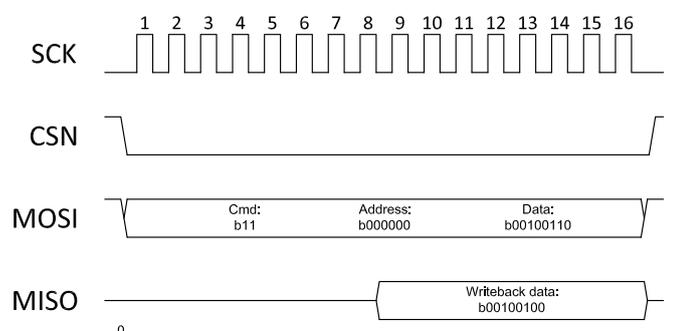 1 2 3 4 5 6 7 8 9 10 11 12 13 14 15 16
SCK
CSN
MOSI
Cmd: Address: Data:
b11 b000000 b00100110
MISO
Writeback data:
b00100100
0